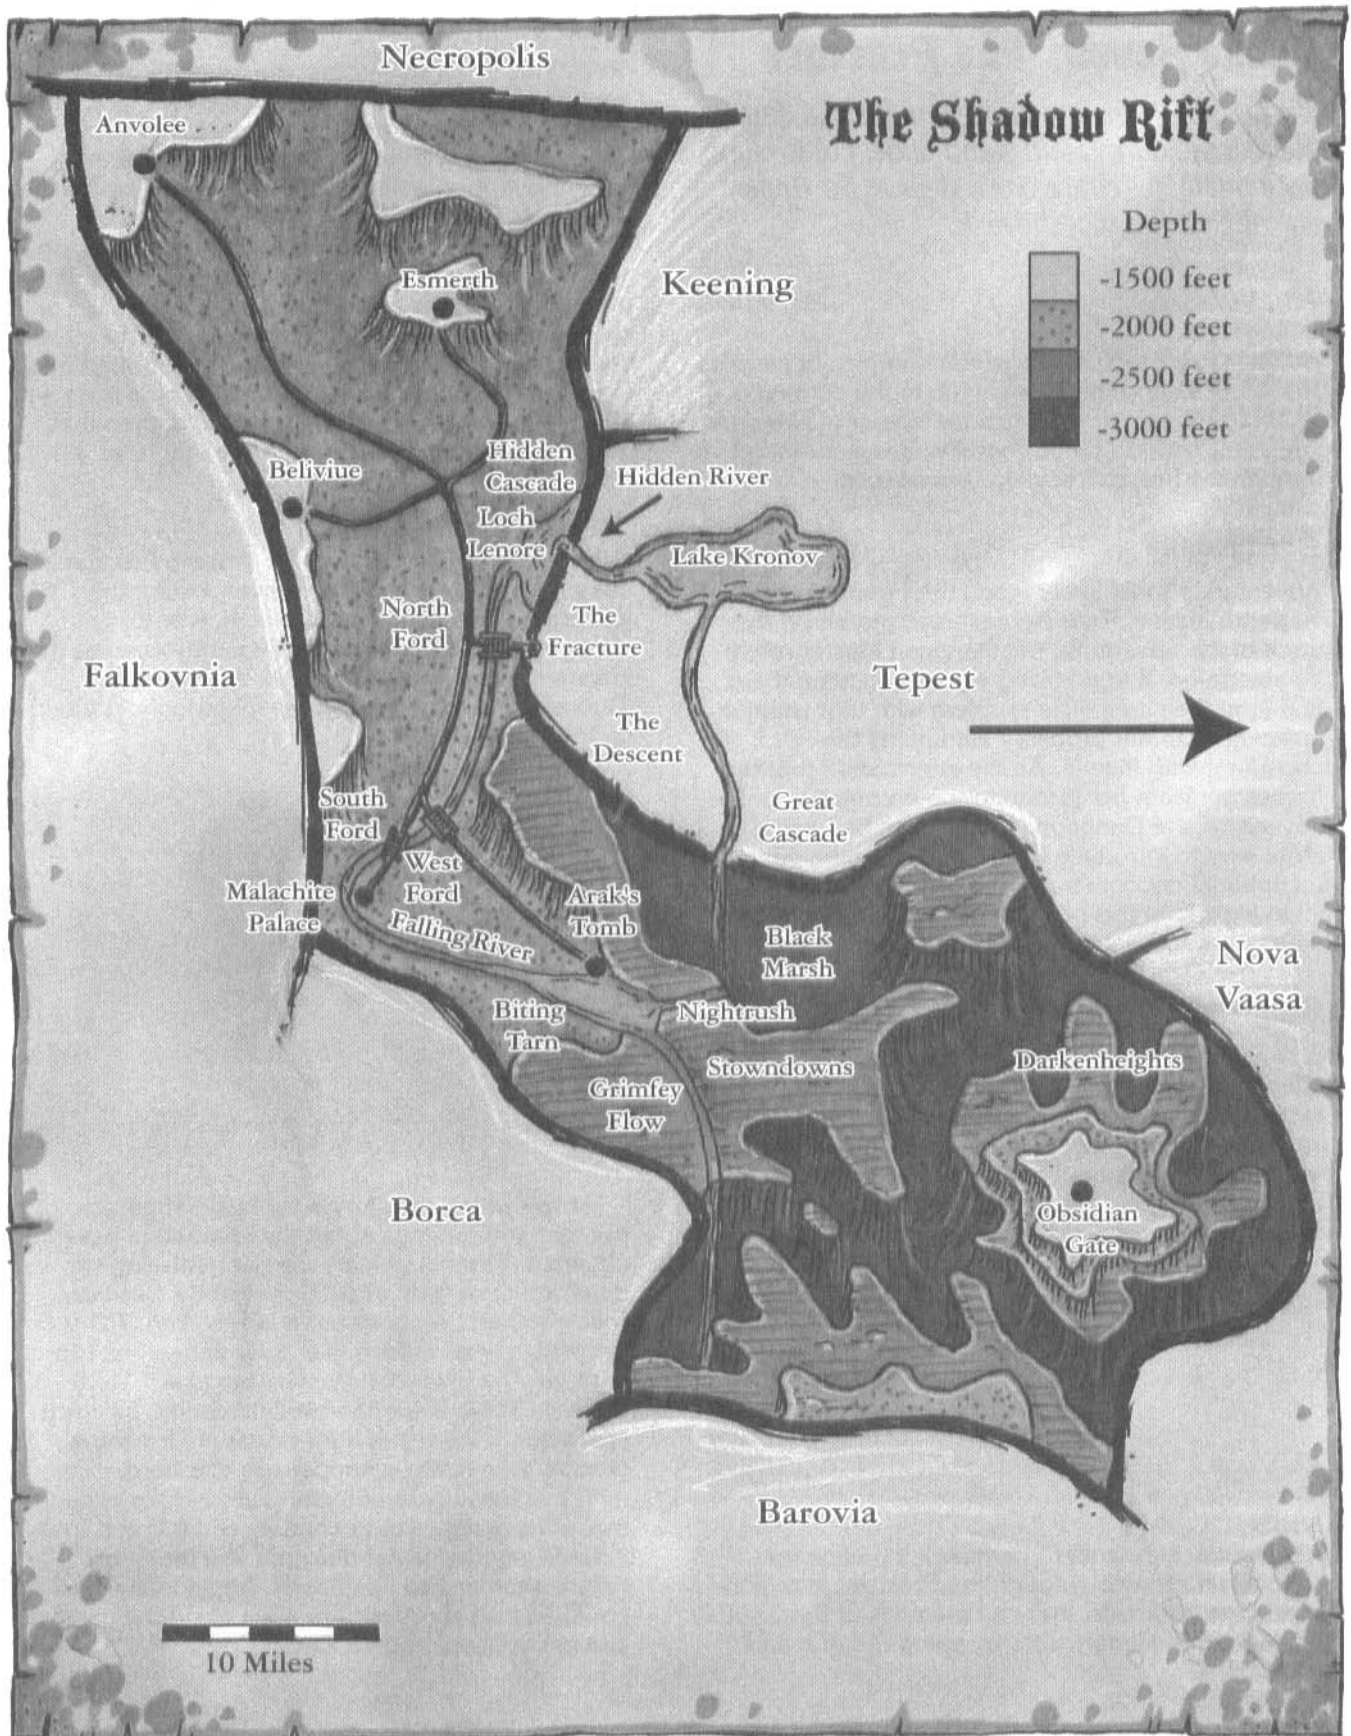 Necropolis
The Shadow Rift
Anvolee
Depth
-1500 feet
-2000 feet
-2500 feet
-3000 feet
Esmerth
Keening
Hidden
Cascade
Beliviue
Hidden River
Loch
Lenore
Lake Kronov
North
Ford
The
Fracture
Falkovnia
Tepest
The
Descent
South
Ford
Great
Cascade
West
Ford
Malachite
Palace
Arak's
Tomb
Falling River
Black
Marsh
Nova
Vaasa
Biting
Tarn
Nightrush
Stowndowns
Darkenheights
Grimfey
Flow
Borca
Obsidian
Gate
Barovia
10 Miles